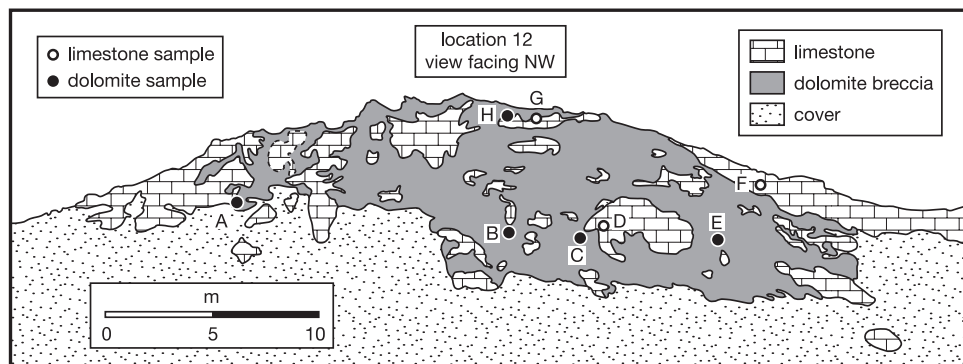 limestone sample
dolomite sample
location 12
view facing NW
limestone
dolomite breccia
cover
G
H
F
A
B
C
D
E
m
0 5 10